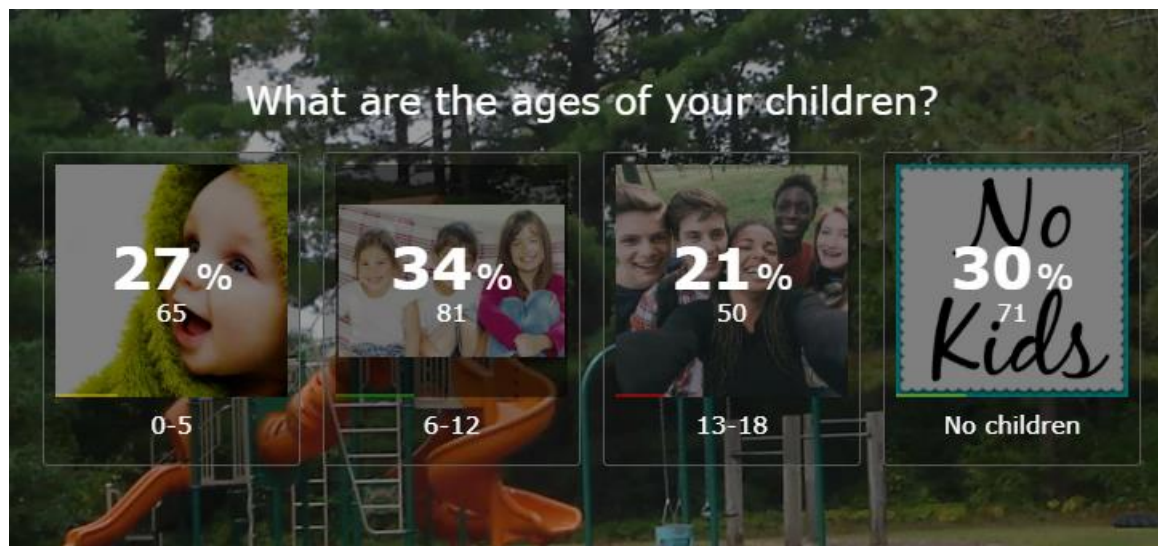 What are the ages of your children?
27%
65
0-5
34%
81
6-12
21%
50
13-18
No
30%
71
Kids
No children